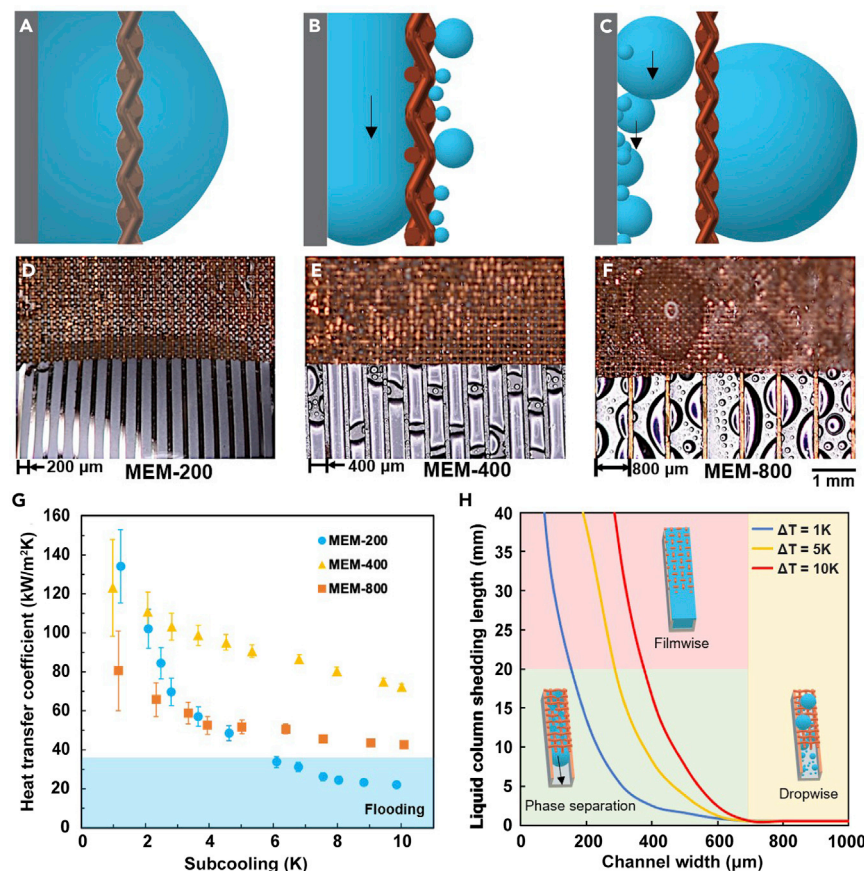 A
B
C
D
E
F
200 μm
MEM-200
400 μm
MEM-400
800 μm
MEM-800
1 mm
G
160
140
120
100
80
60
40
20
0
0
2
4
6
8
10
Heat transfer coefficient (kW/m²K)
Subcooling (K)
MEM-200
MEM-400
MEM-800
Flooding
H
40
35
30
25
20
15
10
5
0
0
200
400
600
800
1000
Liquid column shedding length (mm)
Channel width (μm)
ΔT = 1K
ΔT = 5K
ΔT = 10K
Filmwise
Phase separation
Dropwise